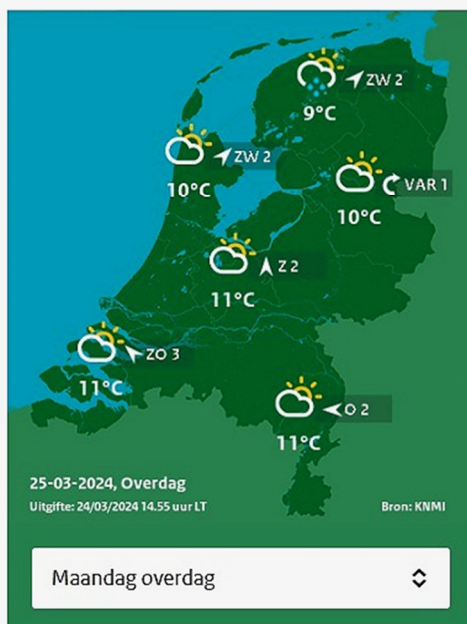 ZW 2
9°C
ZW 2
10°C
VAR 1
10°C
Z 2
11°C
ZO 3
11°C
O 2
11°C
25-03-2024, Overdag
Uitgifte: 24/03/2024 14.55 uur LT
Bron: KNMI
Maandag overdag